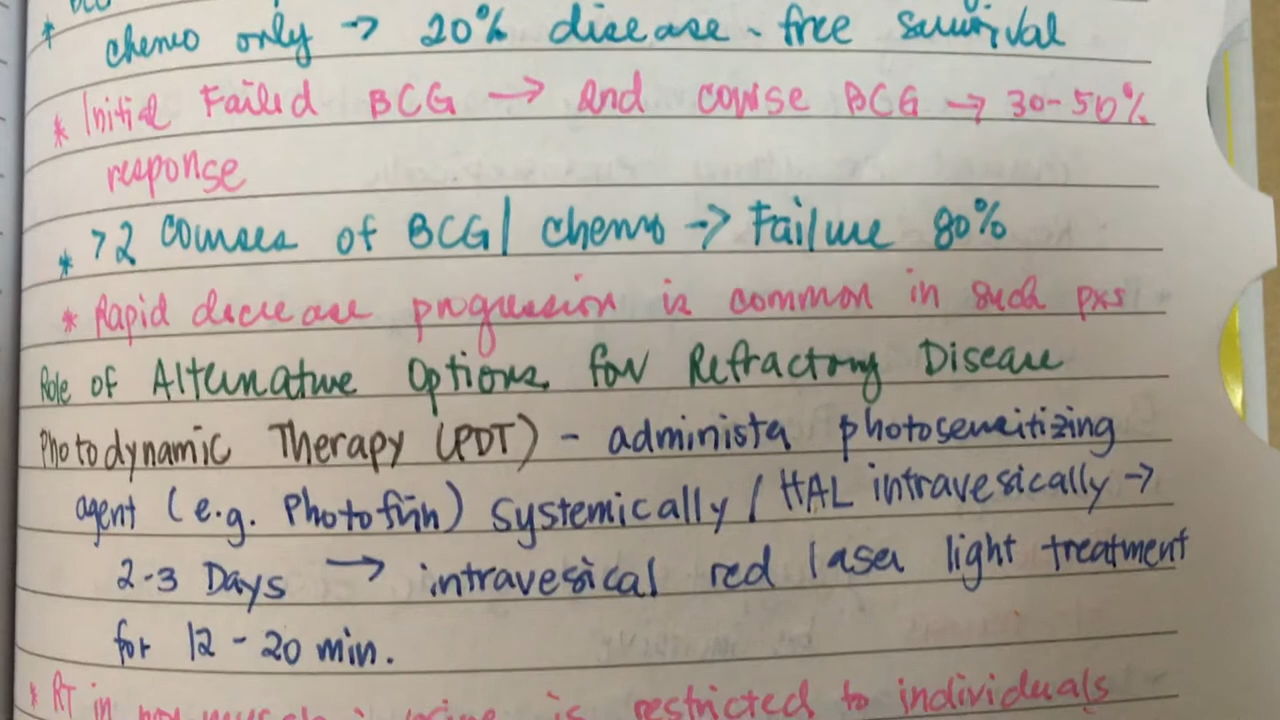 * BCG
chemo only → 20% disease-free survival
* Initial Failed BCG → 2nd course BCG → 30-50%
response
* >2 courses of BCG/chemo → Failure 80%
* Rapid decrease progression is common in such pxs
Role of Alternative Options for Refractory Disease
Photodynamic Therapy (PDT) - administer photosensitizing
agent (e.g. Photofrin) systemically / HAL intravesically →
2-3 Days → intravesical red laser light treatment
for 12 - 20 min.
* RT in is restricted to individuals